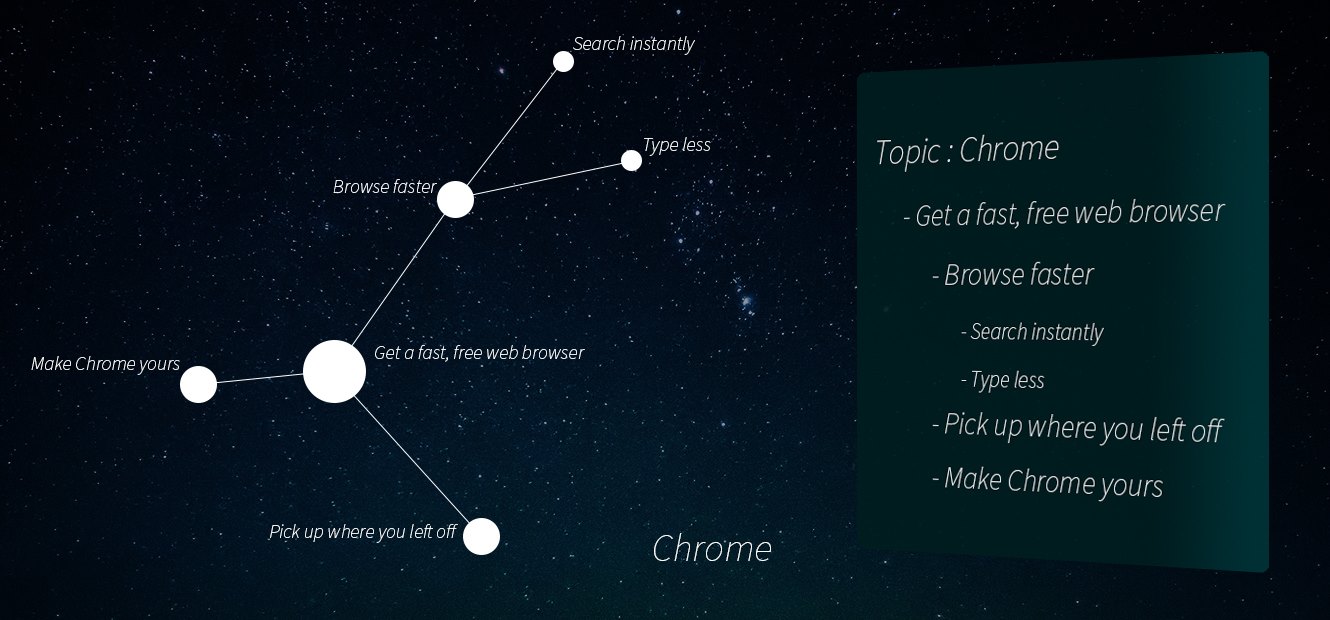 Search instantly
Type less
Browse faster
Get a fast, free web browser
Make Chrome yours
Pick up where you left off
Chrome
Topic : Chrome
- Get a fast, free web browser
- Browse faster
- Search instantly
- Type less
- Pick up where you left off
- Make Chrome yours